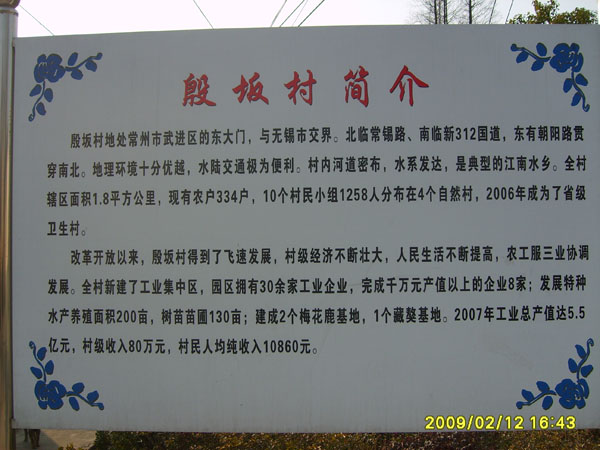 殷坂村简介
殷坂村地处常州市武进区的东大门，与无锡市交界。北临常锡路、南临新312国道，东有朝阳路贯
穿南北。地理环境十分优越，水陆交通极为便利。村内河道密布，水系发达，是典型的江南水乡。全村
辖区面积1.8平方公里，现有农户334户，10个村民小组1258人分布在4个自然村，2006年成为了省级
卫生村。
改革开放以来，殷坂村得到了飞速发展，村级经济不断壮大，人民生活不断提高，农工服三业协调
发展。全村新建了工业集中区，园区拥有30余家工业企业，完成千万元产值以上的企业8家；发展特种
水产养殖面积200亩，树苗苗圃130亩；建成2个梅花鹿基地，1个藏獒基地。2007年工业总产值达5.5
亿元，村级收入80万元，村民人均纯收入10860元。
2009/02/12 16:43